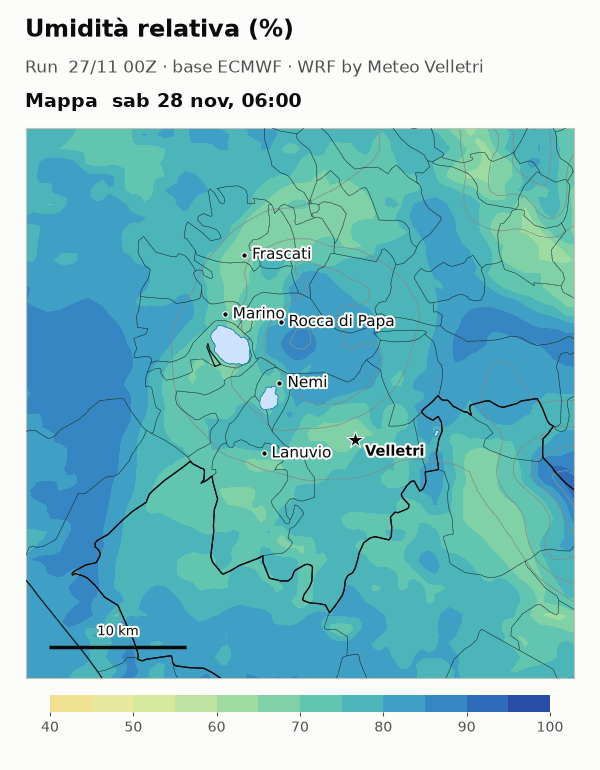 Umidità relativa (%)
Run  27/11 00Z · base ECMWF · WRF by Meteo Velletri
Mappa  sab 28 nov, 06:00
Frascati
Marino
Rocca di Papa
Nemi
Velletri
Lanuvio
10 km
40 50 60 70 80 90 100